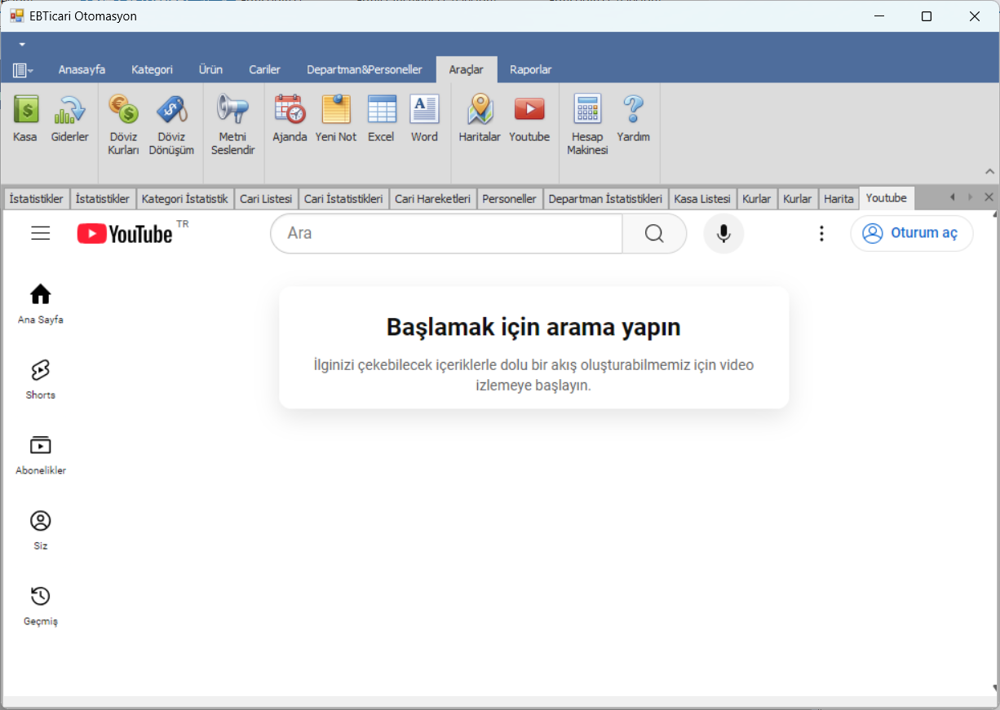 EBTicari Otomasyon
Anasayfa Kategori Ürün Cariler Departman&Personeller Araçlar Raporlar
Kasa Giderler Döviz Kurları Döviz Dönüşüm Metni Seslendir Ajanda Yeni Not Excel Word Haritalar Youtube Hesap Makinesi Yardım
İstatistikler İstatistikler Kategori İstatistik Cari Listesi Cari İstatistikleri Cari Hareketleri Personeller Departman İstatistikleri Kasa Listesi Kurlar Kurlar Harita Youtube
YouTube TR Ara Oturum aç
Ana Sayfa
Shorts
Abonelikler
Siz
Geçmiş
Başlamak için arama yapın
İlginizi çekebilecek içeriklerle dolu bir akış oluşturabilmemiz için video
izlemeye başlayın.